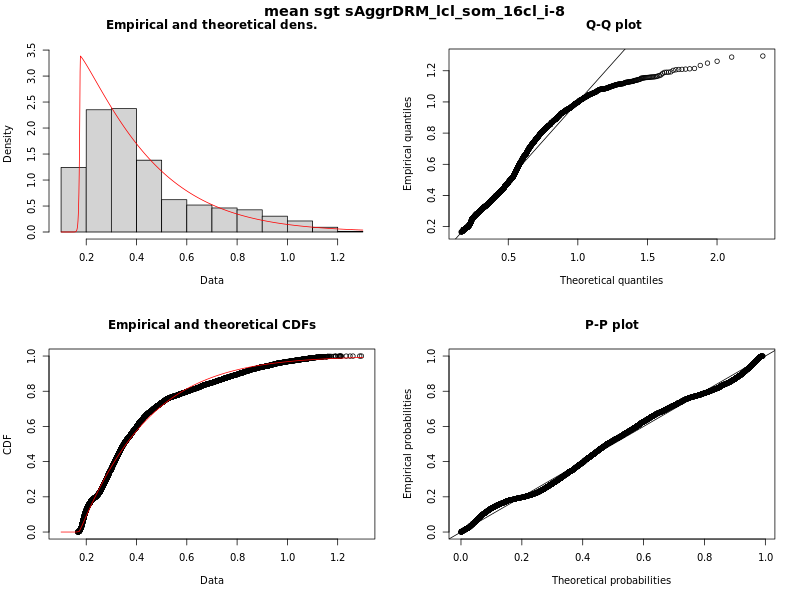 mean sgt sAggrDRM_lcl_som_16cl_i-8
Empirical and theoretical dens.
Density
0.0 0.5 1.0 1.5 2.0 2.5 3.0 3.5
0.2 0.4 0.6 0.8 1.0 1.2
Data
Q-Q plot
Empirical quantiles
0.2 0.4 0.6 0.8 1.0 1.2
0.5 1.0 1.5 2.0
Theoretical quantiles
Empirical and theoretical CDFs
CDF
0.0 0.2 0.4 0.6 0.8 1.0
0.2 0.4 0.6 0.8 1.0 1.2
Data
P-P plot
Empirical probabilities
0.0 0.2 0.4 0.6 0.8 1.0
0.0 0.2 0.4 0.6 0.8 1.0
Theoretical probabilities